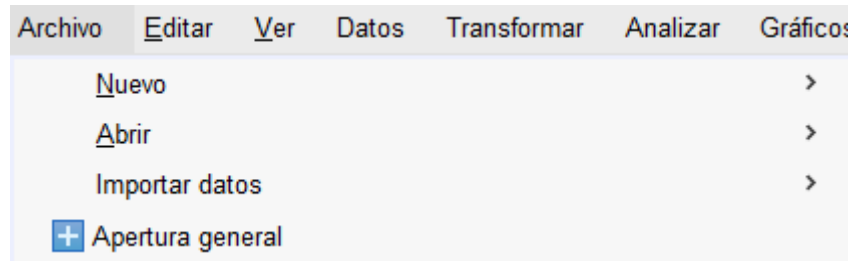 Archivo Editar Ver Datos Transformar Analizar Gráficos
Nuevo
Abrir
Importar datos
Apertura general